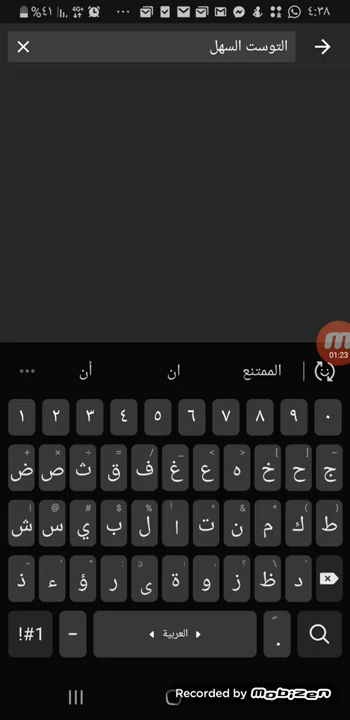 %٤١ 4G+ ٤:٣٨
التوست السهل
01:23
الممتنع ان أن
١ ٢ ٣ ٤ ٥ ٦ ٧ ٨ ٩ ٠
ض ص ث ق ف غ ع ه خ ح ج
ش س ي ب ل ا ت ن م ك ط
ذ ء ؤ ر ى ة و ز ظ د
!#1 – العربية .
Recorded by mobizen